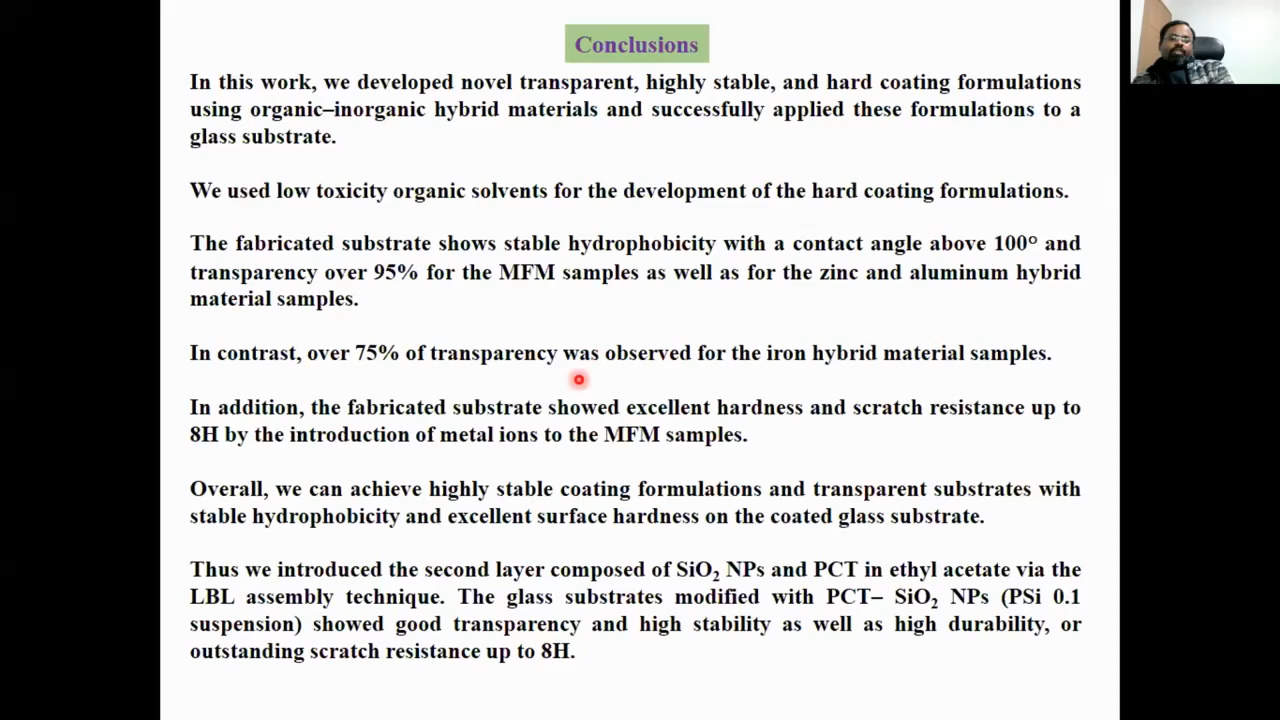 Conclusions
In this work, we developed novel transparent, highly stable, and hard coating formulations
using organic–inorganic hybrid materials and successfully applied these formulations to a
glass substrate.
We used low toxicity organic solvents for the development of the hard coating formulations.
The fabricated substrate shows stable hydrophobicity with a contact angle above 100° and
transparency over 95% for the MFM samples as well as for the zinc and aluminum hybrid
material samples.
In contrast, over 75% of transparency was observed for the iron hybrid material samples.
In addition, the fabricated substrate showed excellent hardness and scratch resistance up to
8H by the introduction of metal ions to the MFM samples.
Overall, we can achieve highly stable coating formulations and transparent substrates with
stable hydrophobicity and excellent surface hardness on the coated glass substrate.
Thus we introduced the second layer composed of SiO₂ NPs and PCT in ethyl acetate via the
LBL assembly technique. The glass substrates modified with PCT– SiO₂ NPs (PSi 0.1
suspension) showed good transparency and high stability as well as high durability, or
outstanding scratch resistance up to 8H.